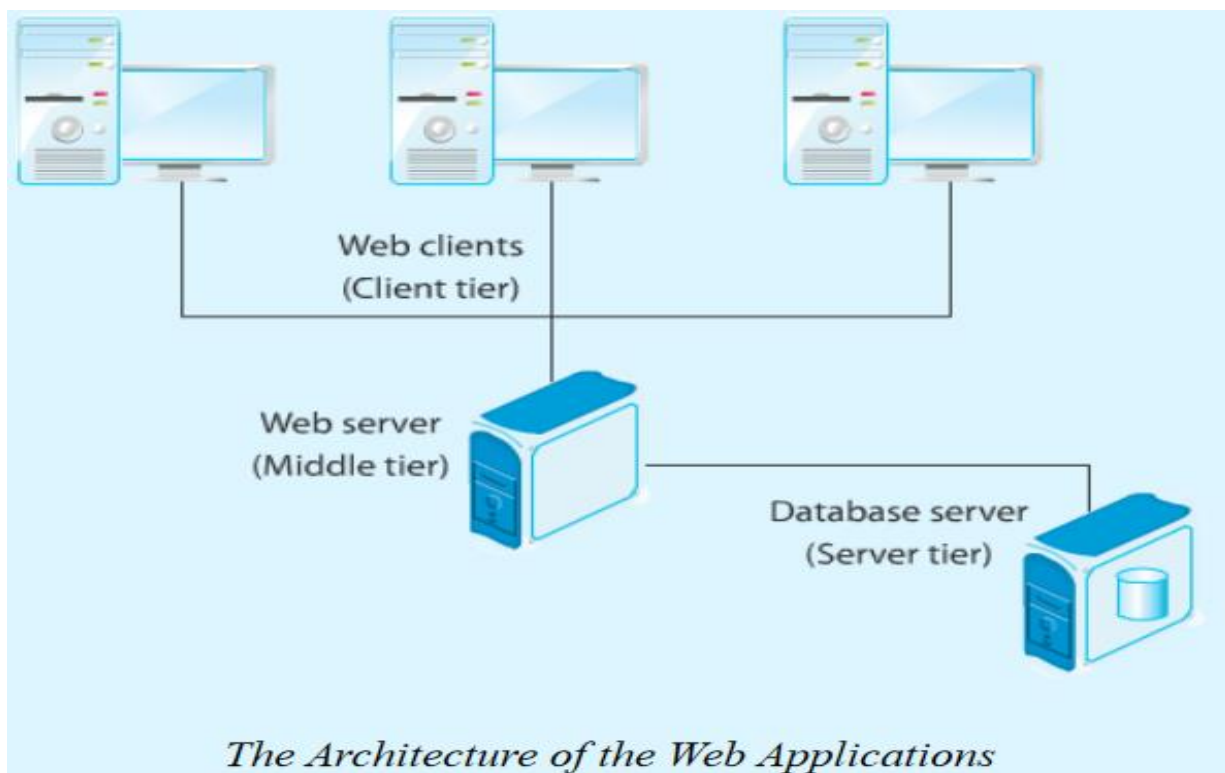 Web clients
(Client tier)
Web server
(Middle tier)
Database server
(Server tier)
The Architecture of the Web Applications